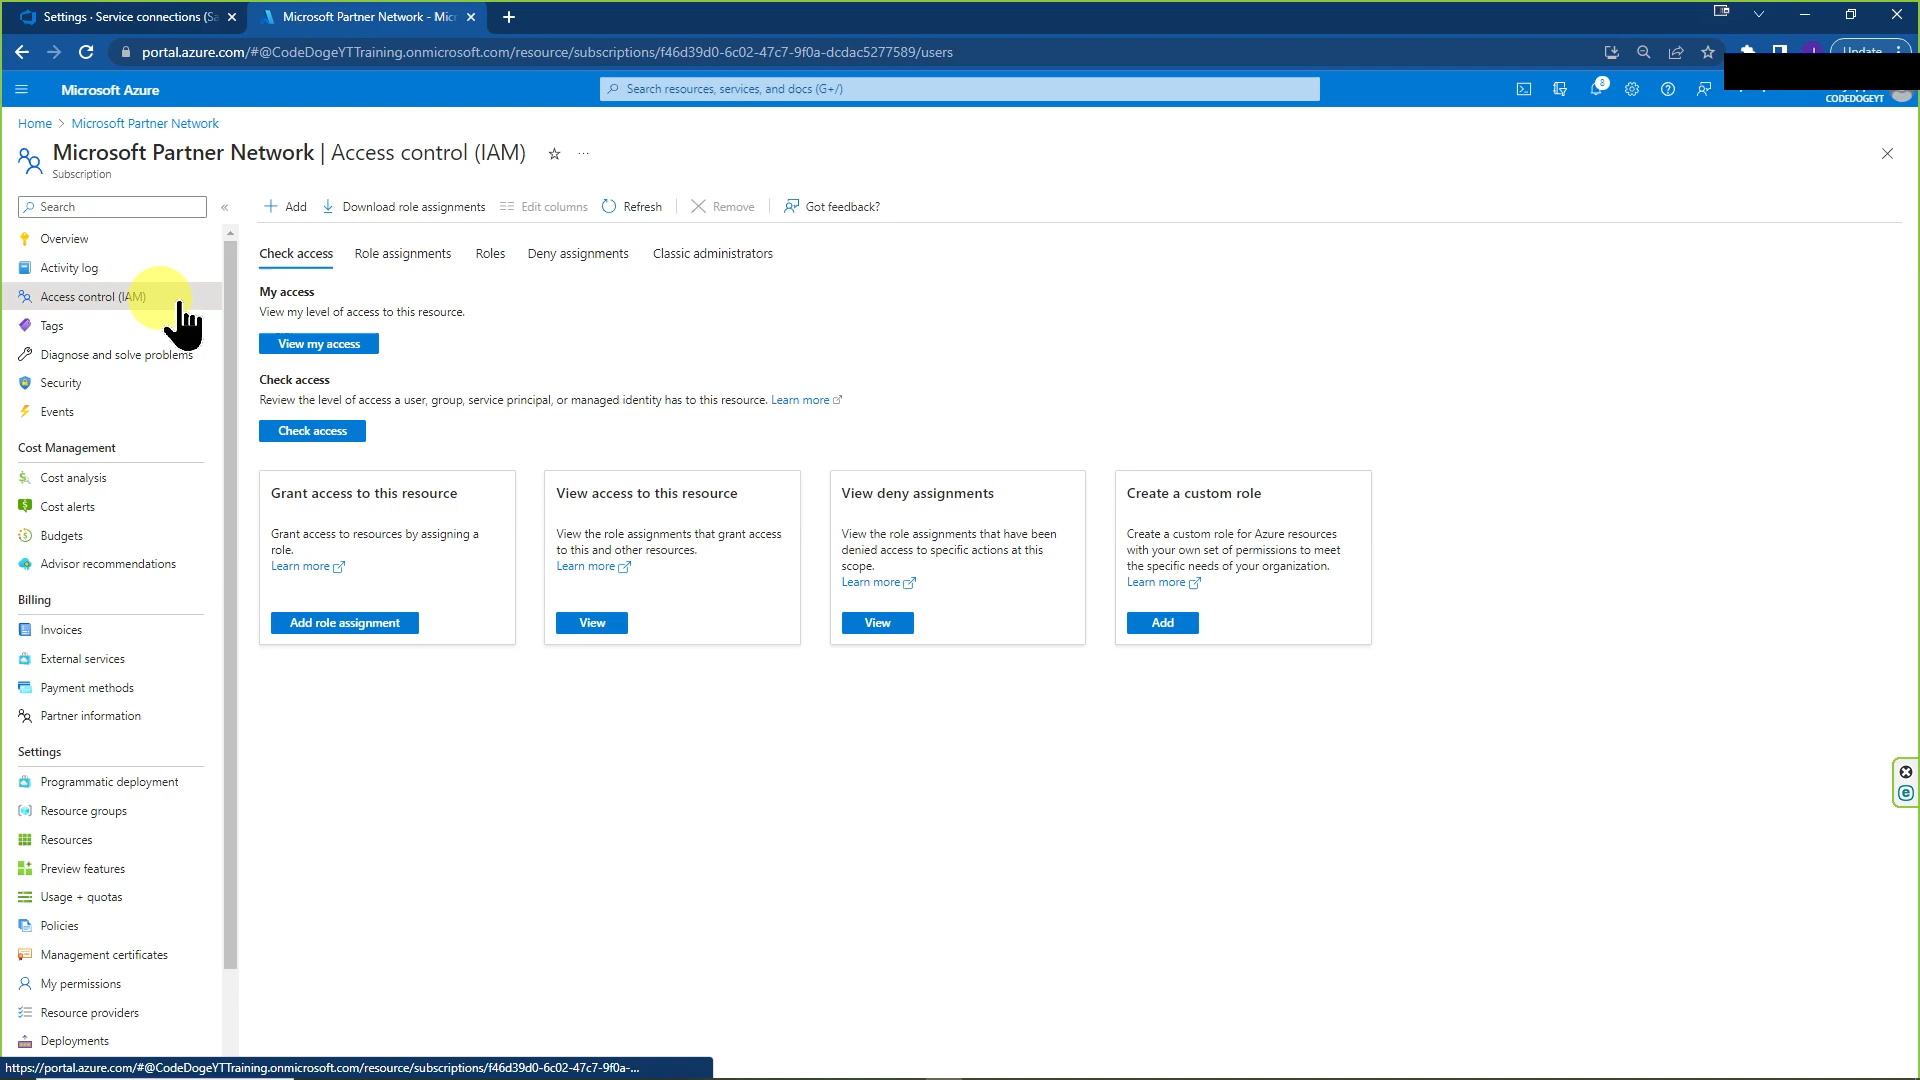 Settings · Service connections (Sa
Microsoft Partner Network - Micr
portal.azure.com/#@CodeDogeYTTraining.onmicrosoft.com/resource/subscriptions/f46d39d0-6c02-47c7-9f0a-dcdac5277589/users
Update
Microsoft Azure
Search resources, services, and docs (G+/)
8
CODEDOGEYT
Home > Microsoft Partner Network
Microsoft Partner Network | Access control (IAM)
Subscription
Search
Add
Download role assignments
Edit columns
Refresh
Remove
Got feedback?
Overview
Activity log
Access control (IAM)
Tags
Diagnose and solve problems
Security
Events
Cost Management
Cost analysis
Cost alerts
Budgets
Advisor recommendations
Billing
Invoices
External services
Payment methods
Partner information
Settings
Programmatic deployment
Resource groups
Resources
Preview features
Usage + quotas
Policies
Management certificates
My permissions
Resource providers
Deployments
Check access
Role assignments
Roles
Deny assignments
Classic administrators
My access
View my level of access to this resource.
View my access
Check access
Review the level of access a user, group, service principal, or managed identity has to this resource. Learn more
Check access
Grant access to this resource
Grant access to resources by assigning a
role.
Learn more
Add role assignment
View access to this resource
View the role assignments that grant access
to this and other resources.
Learn more
View
View deny assignments
View the role assignments that have been
denied access to specific actions at this
scope.
Learn more
View
Create a custom role
Create a custom role for Azure resources
with your own set of permissions to meet
the specific needs of your organization.
Learn more
Add
https://portal.azure.com/#@CodeDogeYTTraining.onmicrosoft.com/resource/subscriptions/f46d39d0-6c02-47c7-9f0a-...